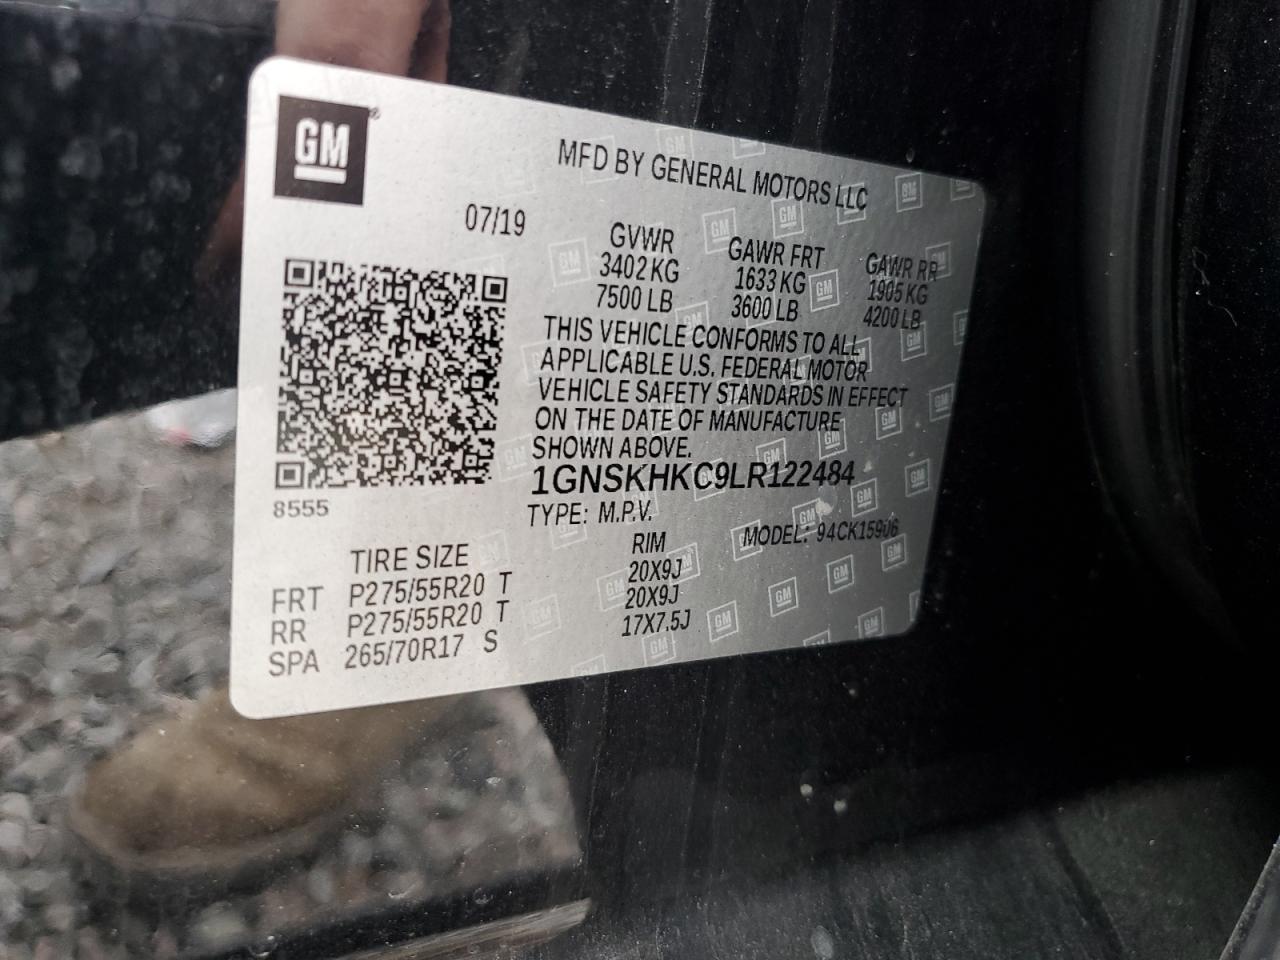 GM®
MFD BY GENERAL MOTORS LLC
07/19
GVWR GAWR FRT GAWR RR
3402 KG 1633 KG 1905 KG
7500 LB 3600 LB 4200 LB
THIS VEHICLE CONFORMS TO ALL
APPLICABLE U.S. FEDERAL MOTOR
VEHICLE SAFETY STANDARDS IN EFFECT
ON THE DATE OF MANUFACTURE
SHOWN ABOVE.
1GNSKHKC9LR122484
8555
TYPE: M.P.V. MODEL: 94CK15906
TIRE SIZE RIM
FRT P275/55R20 T 20X9J
RR P275/55R20 T 20X9J
SPA 265/70R17 S 17X7.5J